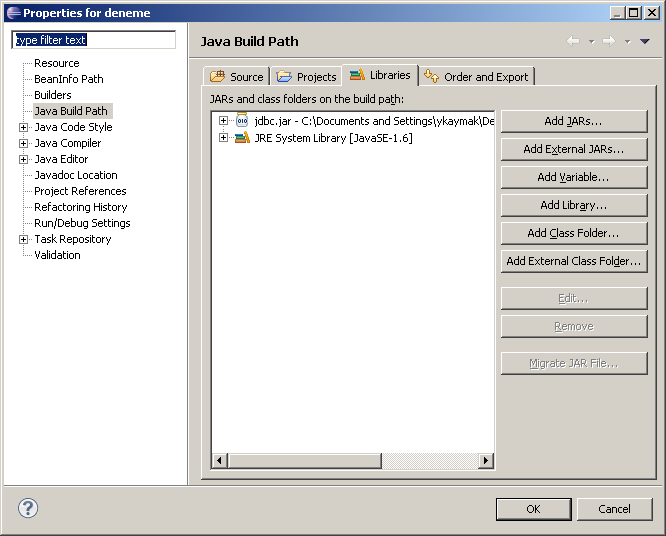 Properties for deneme
type filter text
Resource
BeanInfo Path
Builders
Java Build Path
Java Code Style
Java Compiler
Java Editor
Javadoc Location
Project References
Refactoring History
Run/Debug Settings
Task Repository
Validation
Java Build Path
Source Projects Libraries Order and Export
JARs and class folders on the build path:
jdbc.jar - C:\Documents and Settings\ykaymak\De
JRE System Library [JavaSE-1.6]
Add JARs...
Add External JARs...
Add Variable...
Add Library...
Add Class Folder...
Add External Class Folder...
Edit...
Remove
Migrate JAR File...
OK Cancel